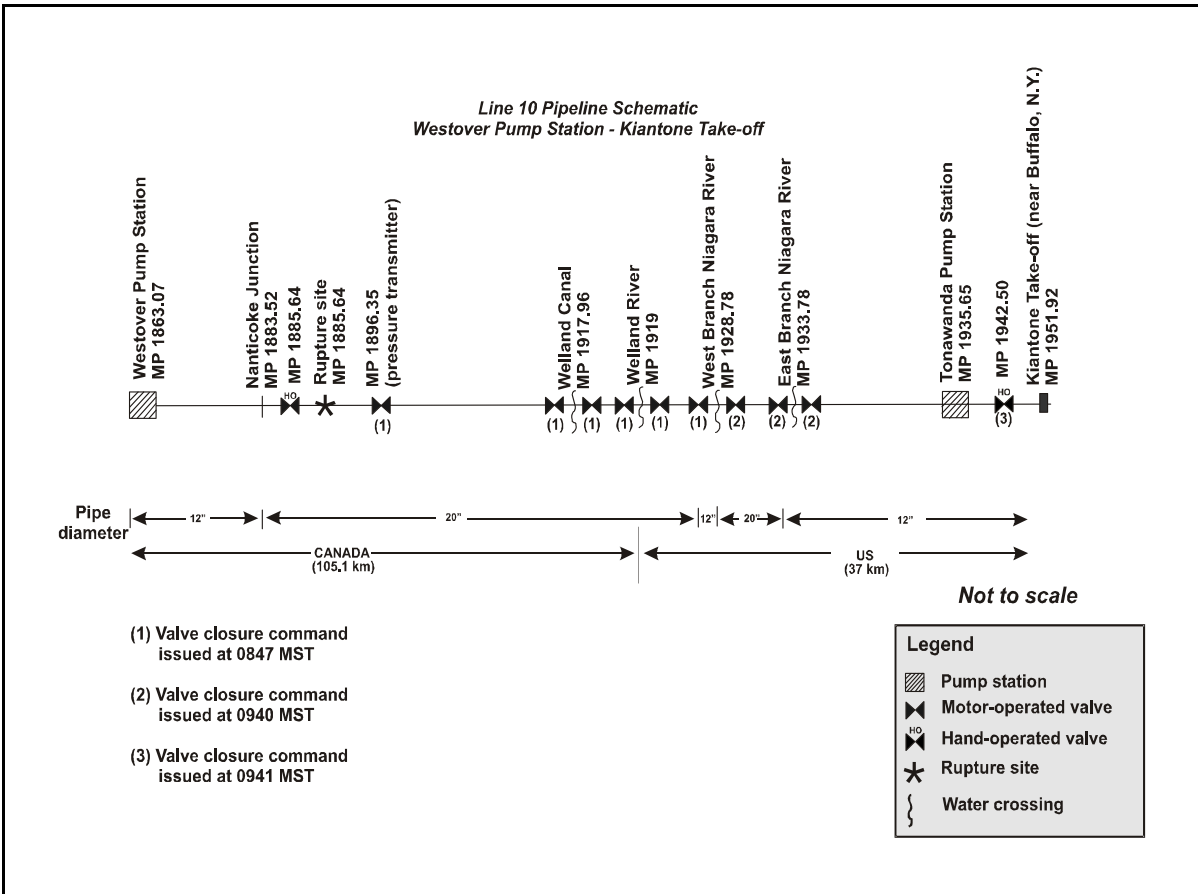 Line 10 Pipeline Schematic
Westover Pump Station - Kiantone Take-off
Westover Pump Station
MP 1863.07
Nanticoke Junction
MP 1883.52
MP 1885.64
Rupture site
MP 1885.64
MP 1896.35
(pressure transmitter)
Welland Canal
MP 1917.96
Welland River
MP 1919
West Branch Niagara River
MP 1928.78
East Branch Niagara River
MP 1933.78
Tonawanda Pump Station
MP 1935.65
MP 1942.50
Kiantone Take-off (near Buffalo, N.Y.)
MP 1951.92
HO
HO
(1)
(1)
(1)
(1)
(1)
(1)
(2)
(2)
(2)
(3)
Pipe
diameter
12"
20"
12"
20"
12"
CANADA
(105.1 km)
US
(37 km)
Not to scale
(1) Valve closure command
issued at 0847 MST
(2) Valve closure command
issued at 0940 MST
(3) Valve closure command
issued at 0941 MST
Legend
Pump station
Motor-operated valve
HO
Hand-operated valve
Rupture site
Water crossing